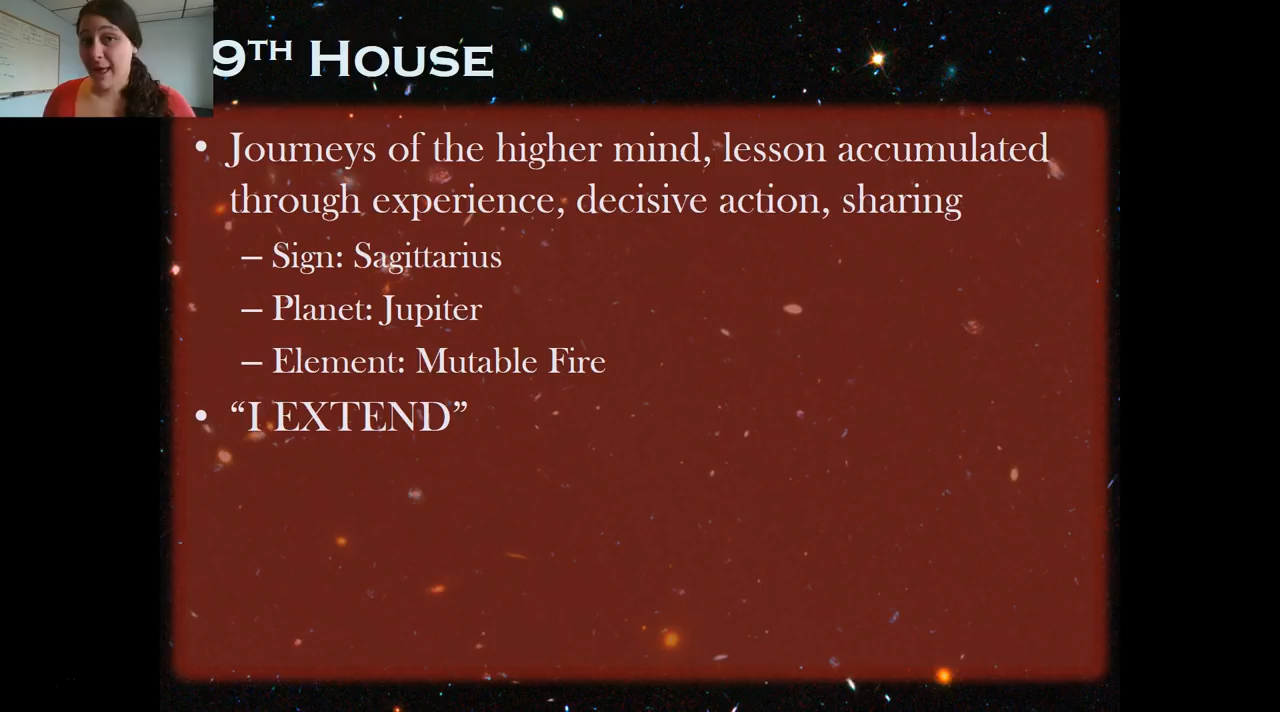 9TH HOUSE
• Journeys of the higher mind, lesson accumulated
through experience, decisive action, sharing
– Sign: Sagittarius
– Planet: Jupiter
– Element: Mutable Fire
• “I EXTEND”